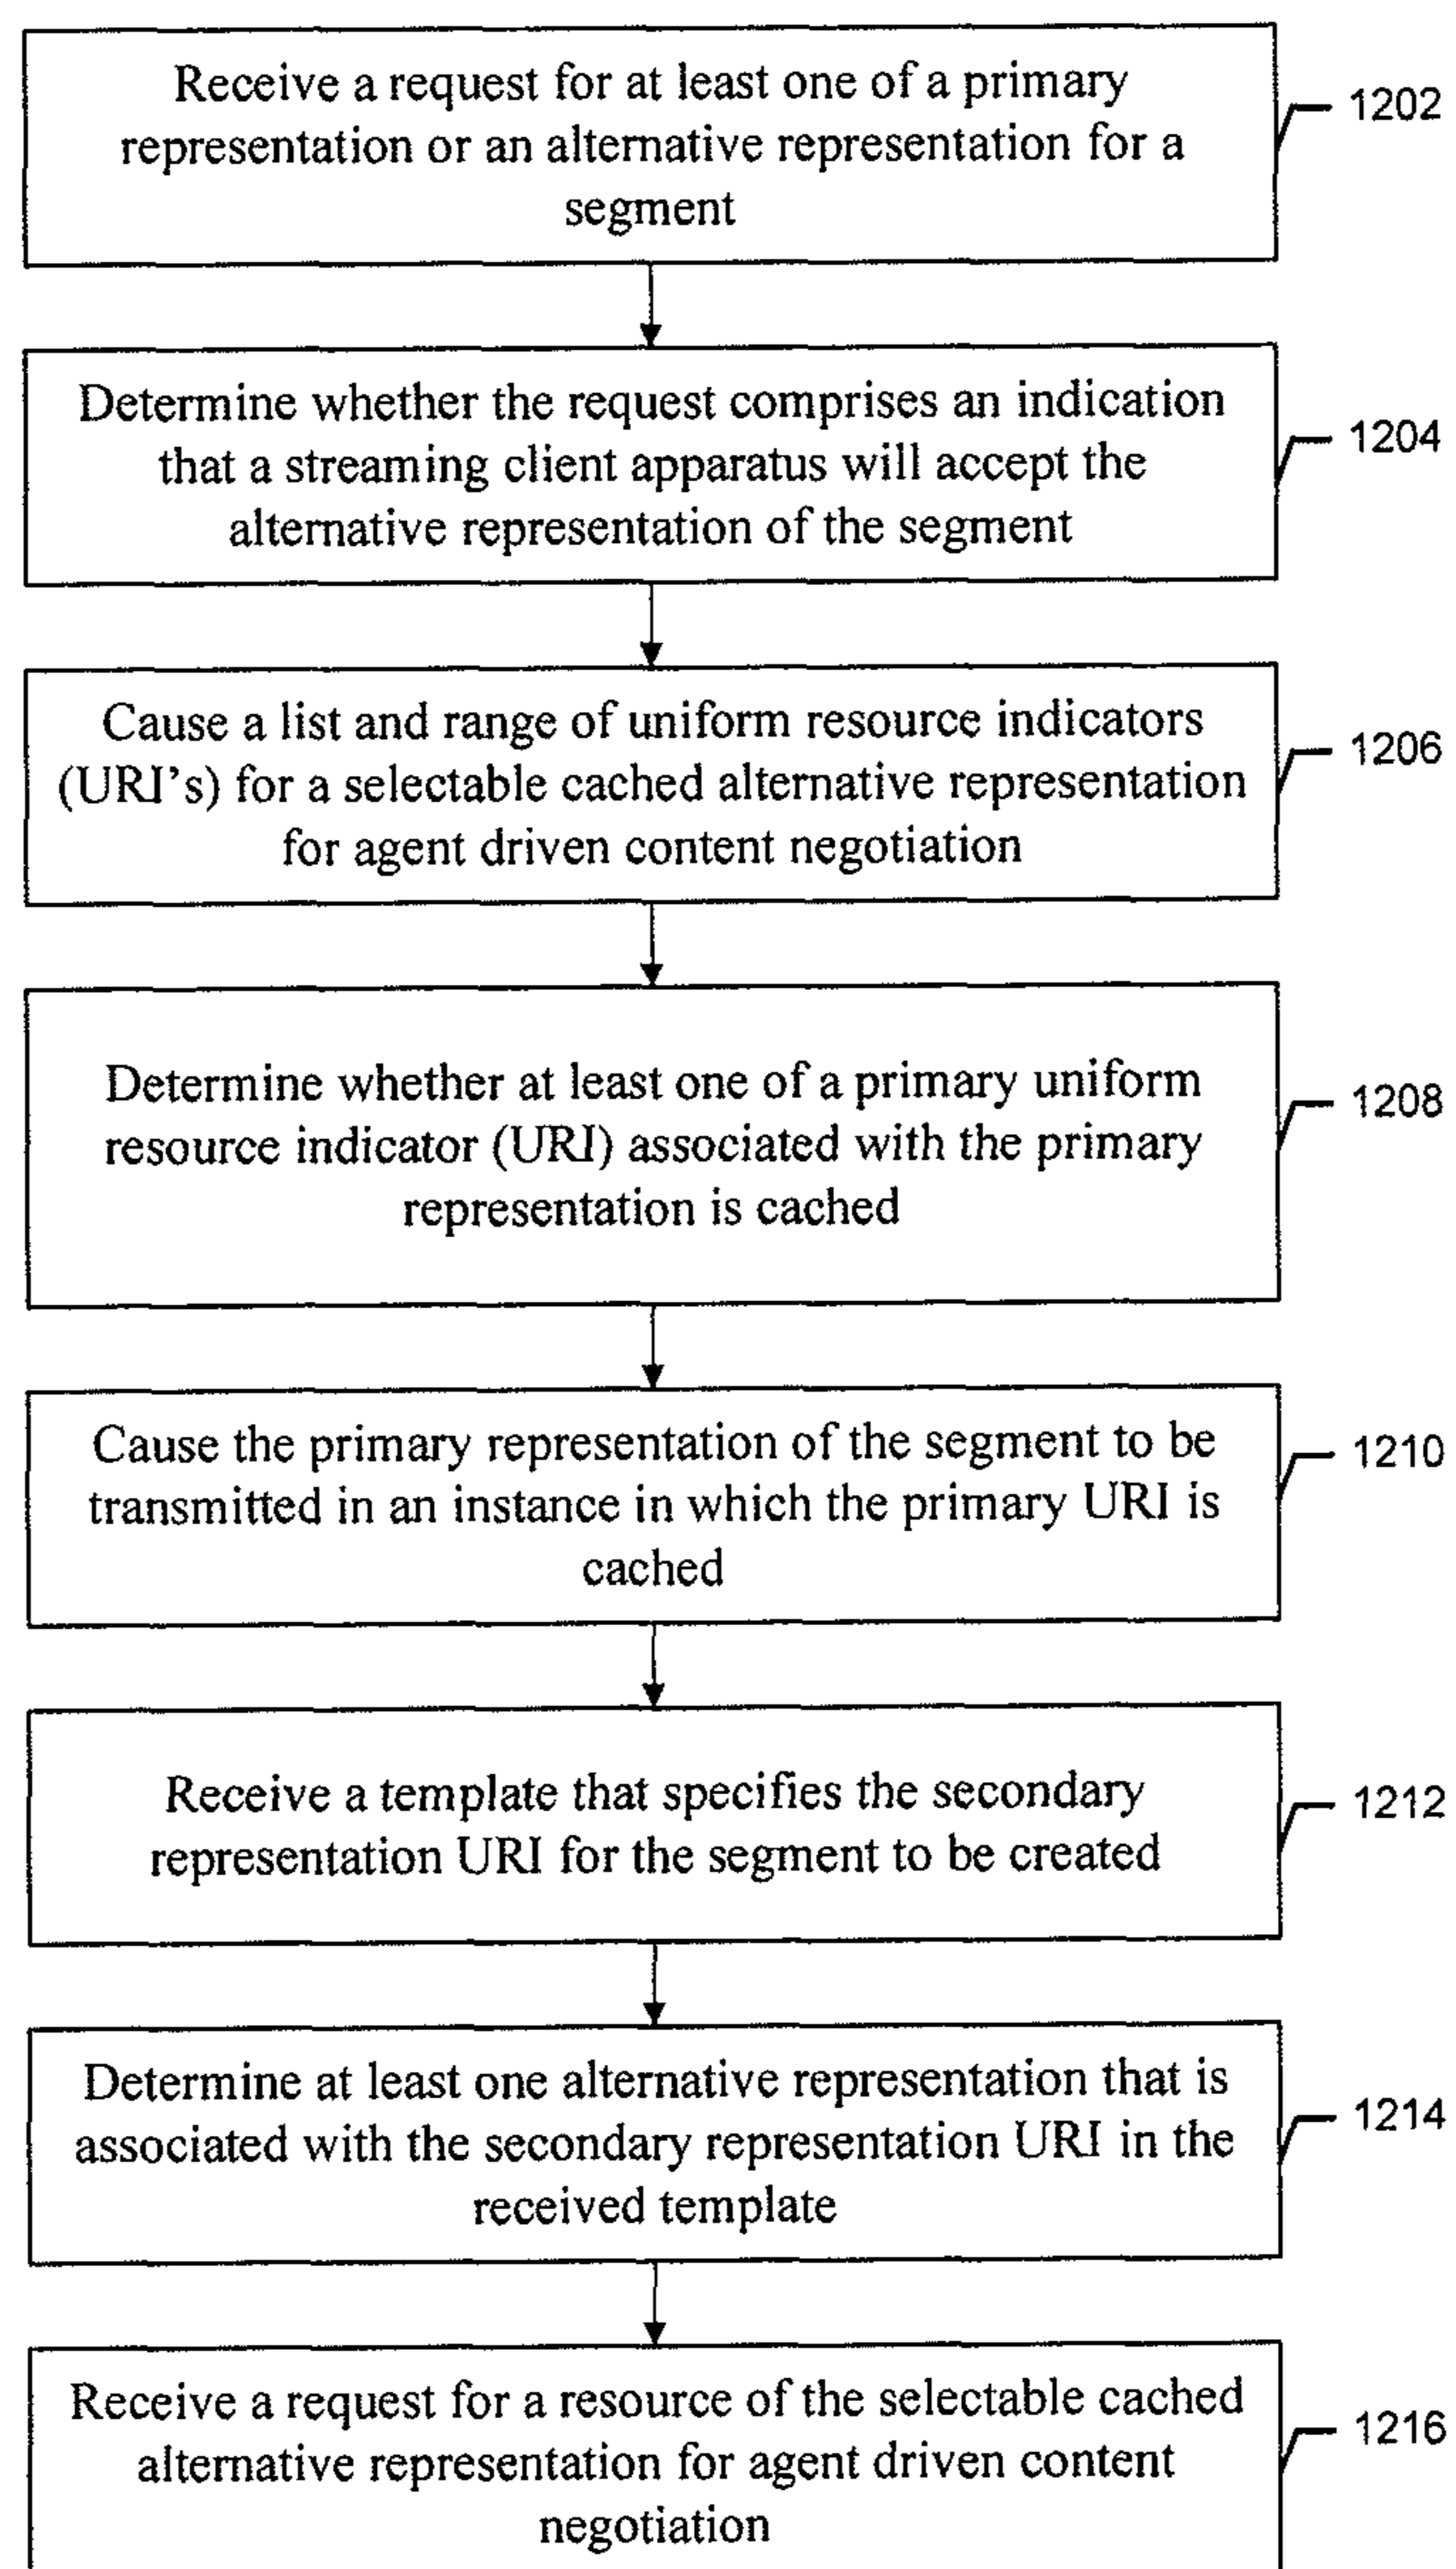 Receive a request for at least one of a primary
representation or an alternative representation for a
segment
1202
Determine whether the request comprises an indication
that a streaming client apparatus will accept the
alternative representation of the segment
1204
Cause a list and range of uniform resource indicators
(URI's) for a selectable cached alternative representation
for agent driven content negotiation
1206
Determine whether at least one of a primary uniform
resource indicator (URI) associated with the primary
representation is cached
1208
Cause the primary representation of the segment to be
transmitted in an instance in which the primary URI is
cached
1210
Receive a template that specifies the secondary
representation URI for the segment to be created
1212
Determine at least one alternative representation that is
associated with the secondary representation URI in the
received template
1214
Receive a request for a resource of the selectable cached
alternative representation for agent driven content
negotiation
1216